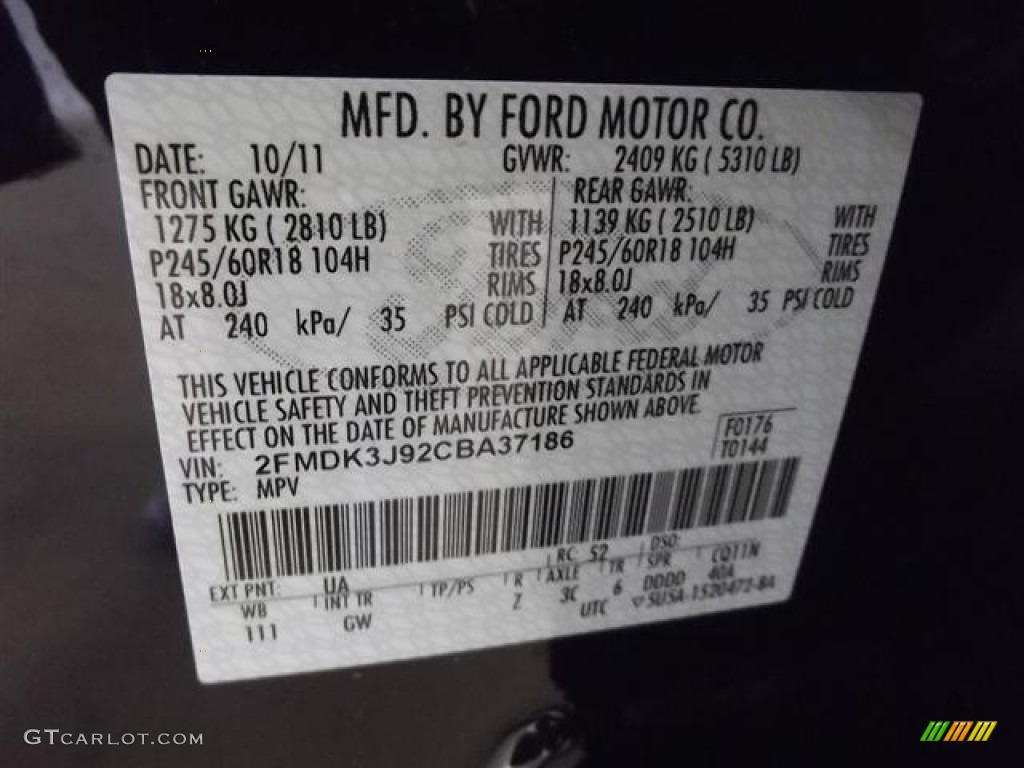 MFD. BY FORD MOTOR CO.
DATE: 10/11 GVWR: 2409 KG ( 5310 LB)
FRONT GAWR: REAR GAWR:
1275 KG ( 2810 LB) WITH 1139 KG ( 2510 LB) WITH
P245/60R18 104H TIRES P245/60R18 104H TIRES
18x8.0J RIMS 18x8.0J RIMS
AT 240 kPa/ 35 PSI COLD AT 240 kPa/ 35 PSI COLD
THIS VEHICLE CONFORMS TO ALL APPLICABLE FEDERAL MOTOR
VEHICLE SAFETY AND THEFT PREVENTION STANDARDS IN
EFFECT ON THE DATE OF MANUFACTURE SHOWN ABOVE.
F0176
VIN: 2FMDK3J92CBA37186 T0144
TYPE: MPV
RC 52 DSO:
EXT PNT: UA
WB INT TR TP/PS R AXLE TR SPR CQ11N
111 GW Z 3C 6 DDDD 40A
UTC ▽SU5A-1520472-BA
GTCARLOT.COM